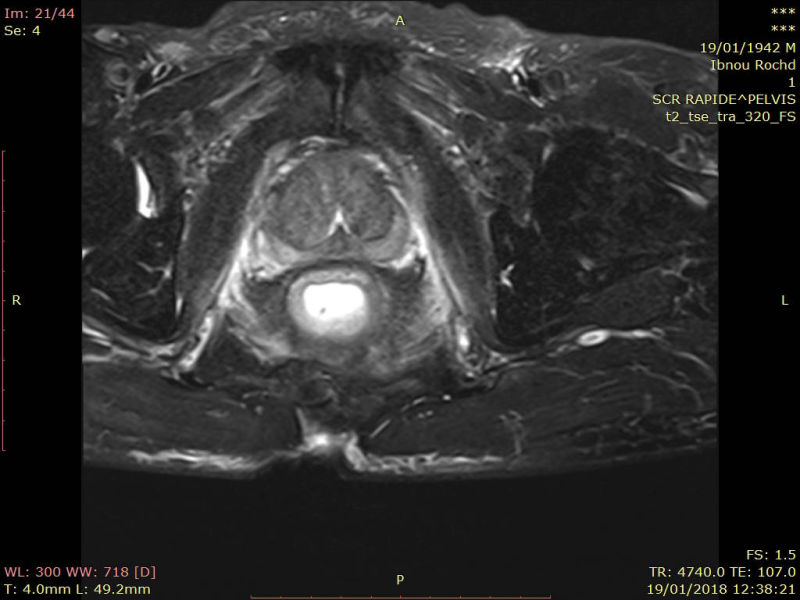 Im: 21/44
Se: 4
A
***
***
19/01/1942 M
Ibnou Rochd
1
SCR RAPIDE^PELVIS
t2_tse_tra_320_FS
R
L
WL: 300 WW: 718 [D]
T: 4.0mm L: 49.2mm
P
FS: 1.5
TR: 4740.0 TE: 107.0
19/01/2018 12:38:21